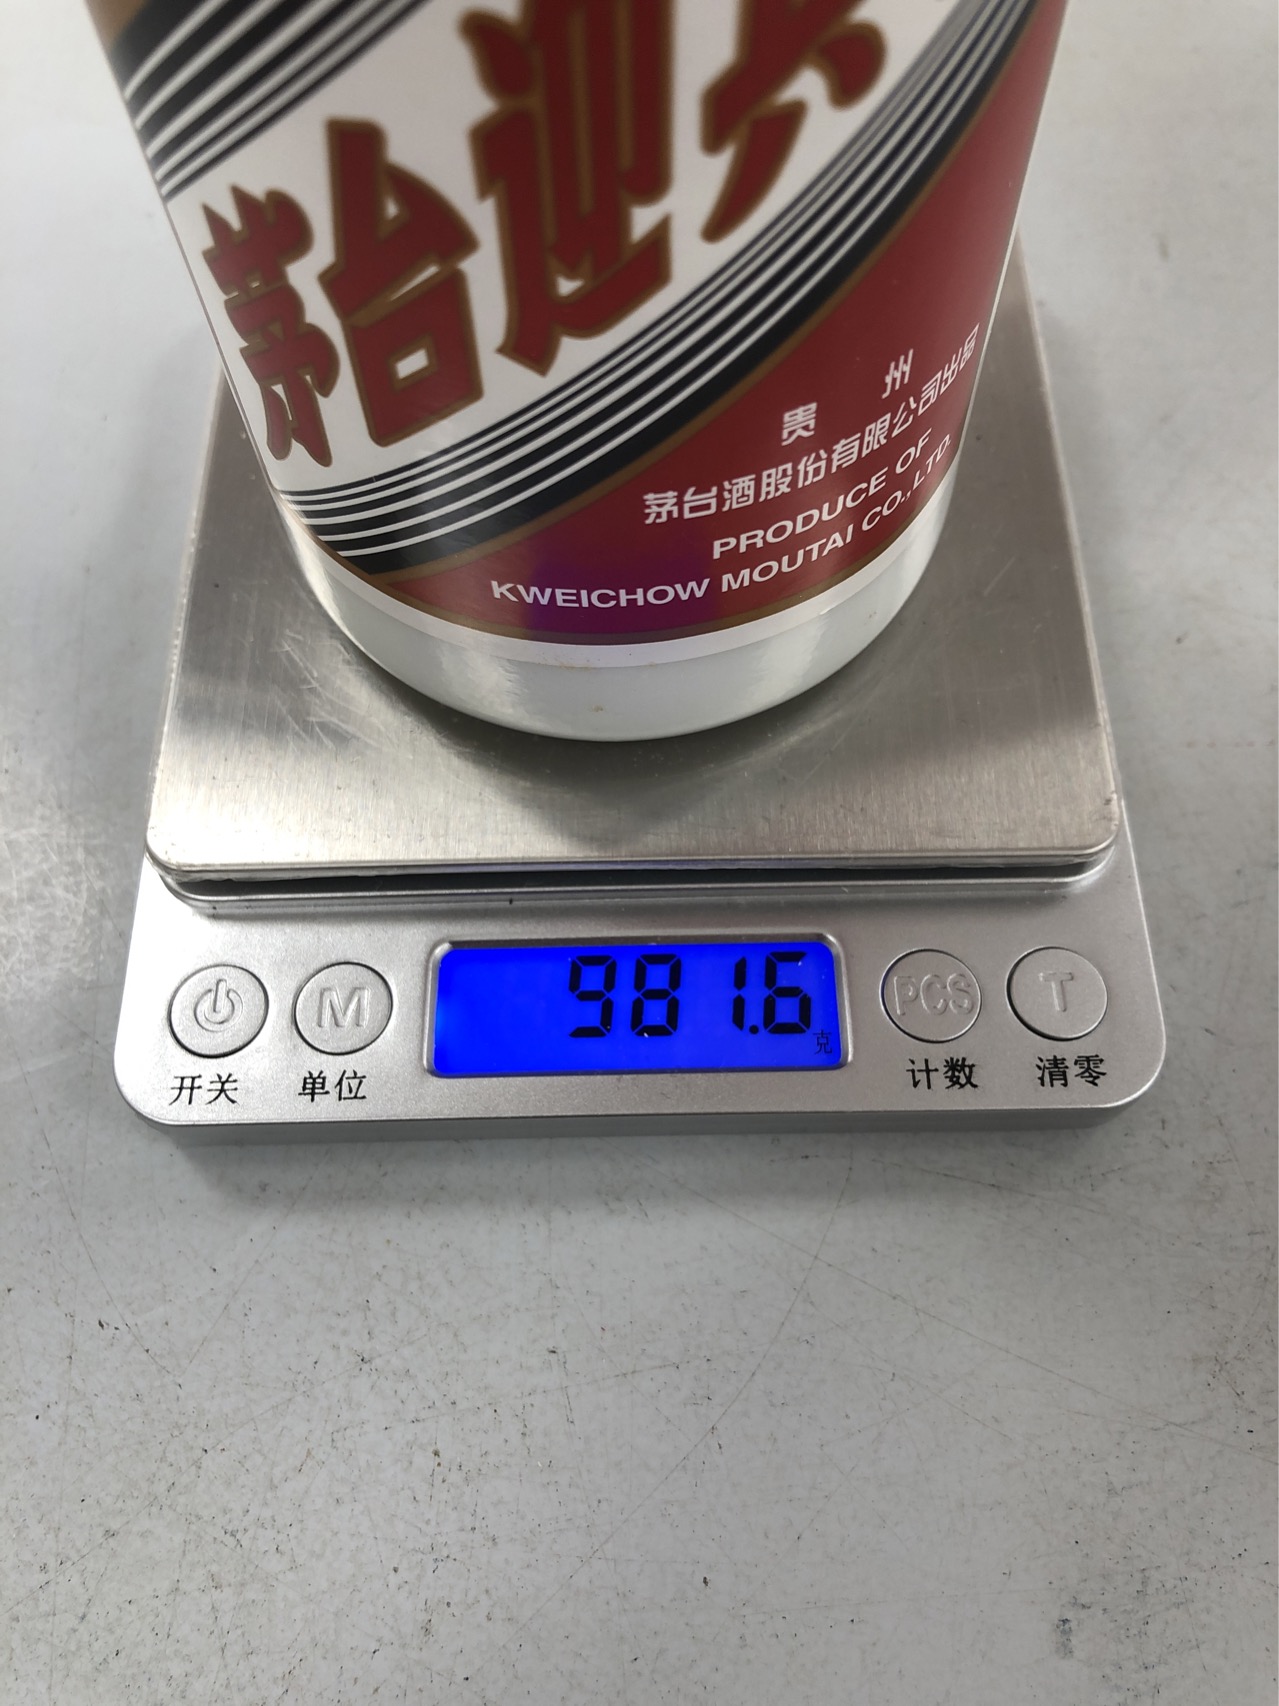 茅台迎
贵 州
茅台酒股份有限公司出品
PRODUCE OF
KWEICHOW MOUTAI CO.,LTD.
981.6
克
M
PCS
T
开关
单位
计数
清零